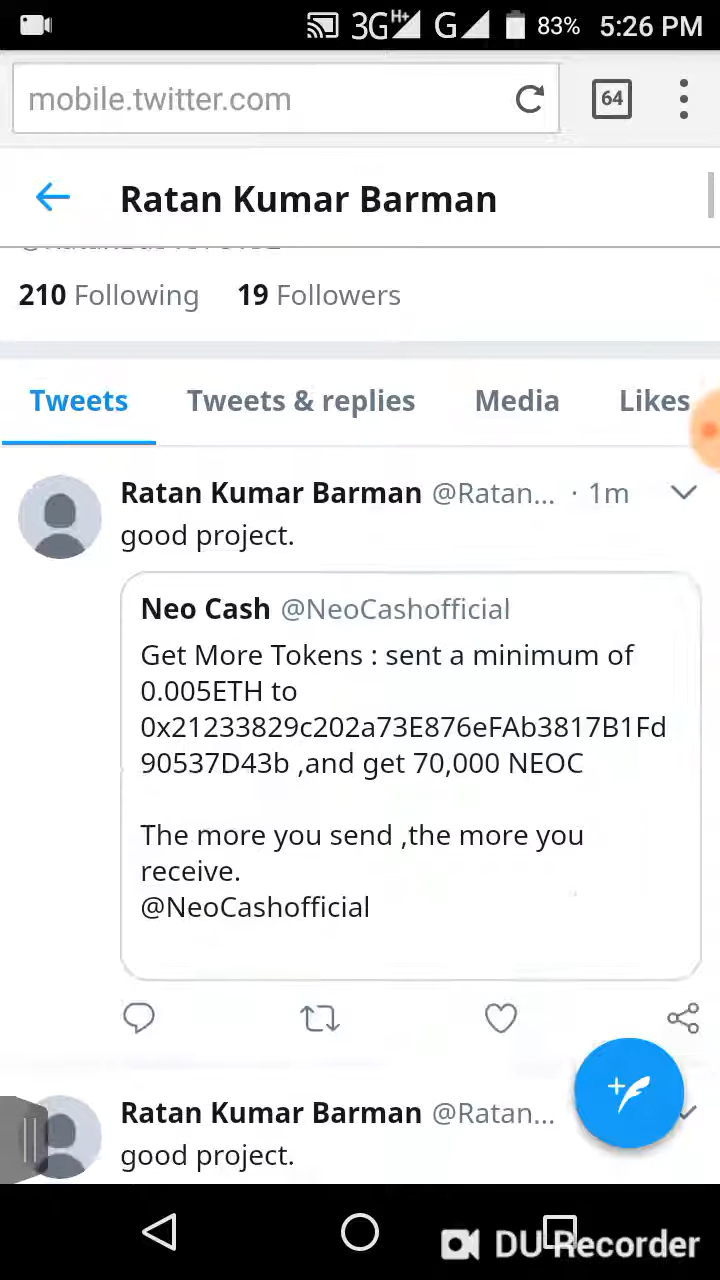 3G H+ G 83% 5:26 PM
mobile.twitter.com 64
Ratan Kumar Barman
210 Following 19 Followers
Tweets Tweets & replies Media Likes
Ratan Kumar Barman @Ratan... · 1m
good project.
Neo Cash @NeoCashofficial
Get More Tokens : sent a minimum of
0.005ETH to
0x21233829c202a73E876eFAb3817B1Fd
90537D43b ,and get 70,000 NEOC
The more you send ,the more you
receive.
@NeoCashofficial
Ratan Kumar Barman @Ratan...
good project.
DU Recorder